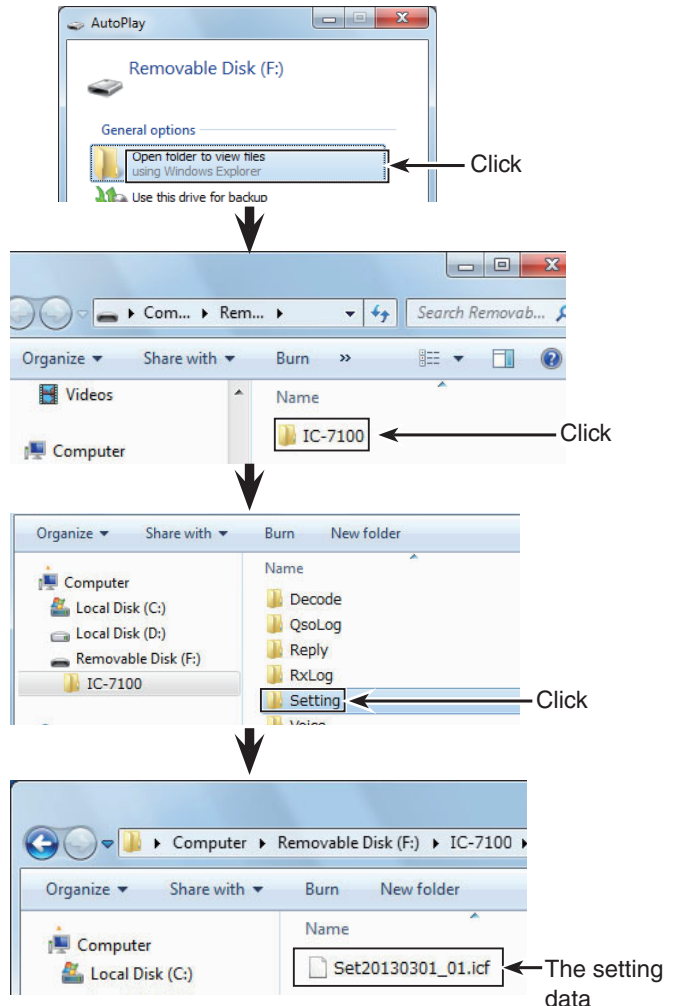 AutoPlay
Removable Disk (F:)
General options
Open folder to view files
using Windows Explorer
Click
Use this drive for backup
Com... Rem...
Search Removab...
Organize Share with Burn »
Videos
Name
IC-7100
Click
Computer
Organize Share with Burn New folder
Name
Computer
Decode
Local Disk (C:)
QsoLog
Local Disk (D:)
Reply
Removable Disk (F:)
RxLog
IC-7100
Setting
Click
Voice
Computer Removable Disk (F:) IC-7100
Organize Share with Burn New folder
Name
Computer
Set20130301_01.icf
The setting
Local Disk (C:)
data